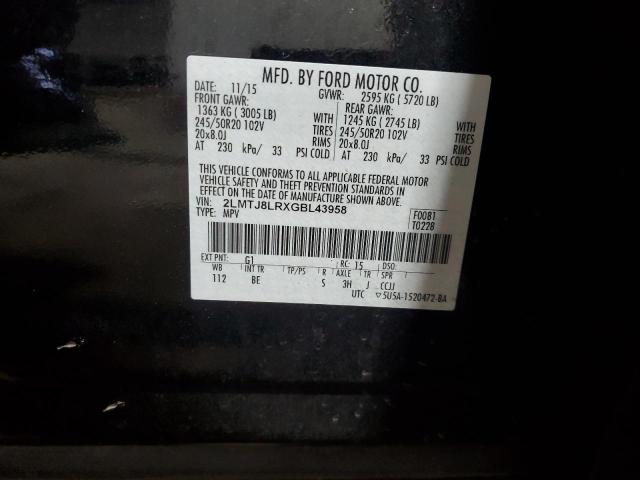 MFD. BY FORD MOTOR CO.
DATE: 11/15 GVWR: 2595 KG ( 5720 LB)
FRONT GAWR: REAR GAWR:
1363 KG ( 3005 LB) WITH 1245 KG ( 2745 LB) WITH
245/50R20 102V TIRES 245/50R20 102V TIRES
20x8.0J RIMS 20x8.0J RIMS
AT 230 kPa/ 33 PSI COLD AT 230 kPa/ 33 PSI COLD
THIS VEHICLE CONFORMS TO ALL APPLICABLE FEDERAL MOTOR
VEHICLE SAFETY AND THEFT PREVENTION STANDARDS IN
EFFECT ON THE DATE OF MANUFACTURE SHOWN ABOVE.
VIN: 2LMTJ8LRXGBL43958 F0081
TYPE: MPV T0228
EXT PNT: G1 RC: 15 DSO:
WB INT TR TP/PS R AXLE TR SPR
112 BE S 3H J CCJJ
UTC ▽5U5A-1520472-BA